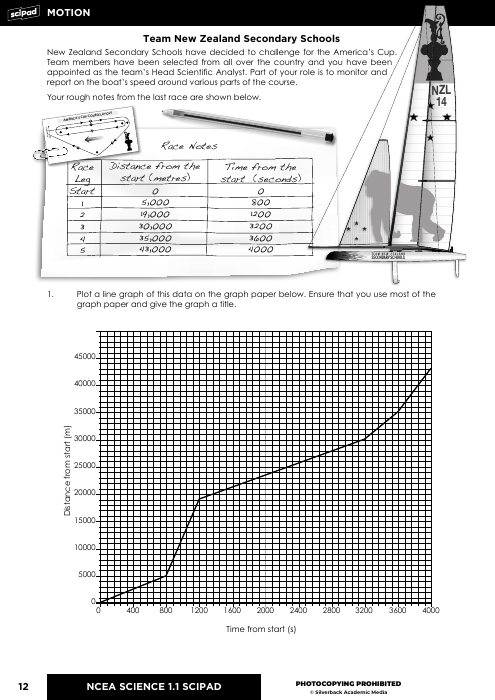 scipad MOTION
Team New Zealand Secondary Schools
New Zealand Secondary Schools have decided to challenge for the America's Cup.
Team members have been selected from all over the country and you have been
appointed as the team's Head Scientific Analyst. Part of your role is to monitor and
report on the boat's speed around various parts of the course.
Your rough notes from the last race are shown below.
NZL
14
Race Notes
Race Leg Distance from the start (metres) Time from the start (seconds)
Start 0 0
1 5,000 800
2 19,000 1200
3 30,000 3200
4 35,000 3600
5 43,000 4000
TEAM NEW ZEALAND
SECONDARY SCHOOLS
1. Plot a line graph of this data on the graph paper below. Ensure that you use most of the
graph paper and give the graph a title.
45000
40000
35000
30000
25000
20000
15000
10000
5000
0
Distance from start (m)
0 400 800 1200 1600 2000 2400 2800 3200 3600 4000
Time from start (s)
12 NCEA SCIENCE 1.1 SCIPAD PHOTOCOPYING PROHIBITED
© Silverback Academic Media